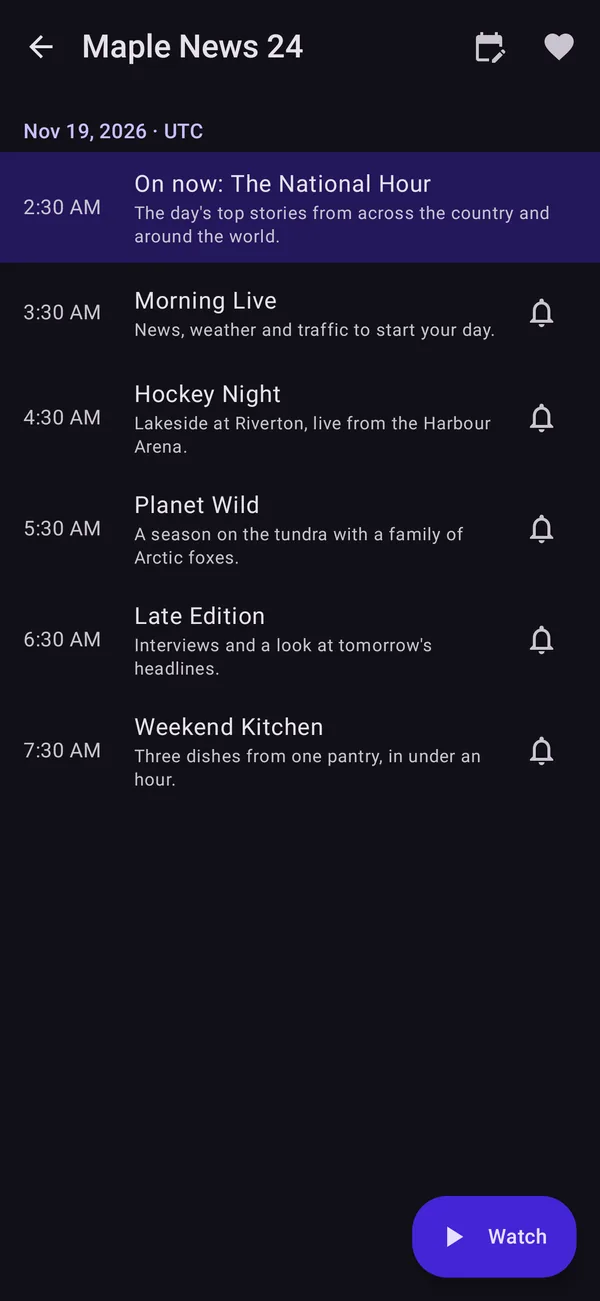 Maple News 24
Nov 19, 2026 · UTC
2:30 AM
On now: The National Hour
The day's top stories from across the country and
around the world.
3:30 AM
Morning Live
News, weather and traffic to start your day.
4:30 AM
Hockey Night
Lakeside at Riverton, live from the Harbour
Arena.
5:30 AM
Planet Wild
A season on the tundra with a family of
Arctic foxes.
6:30 AM
Late Edition
Interviews and a look at tomorrow's
headlines.
7:30 AM
Weekend Kitchen
Three dishes from one pantry, in under an
hour.
Watch